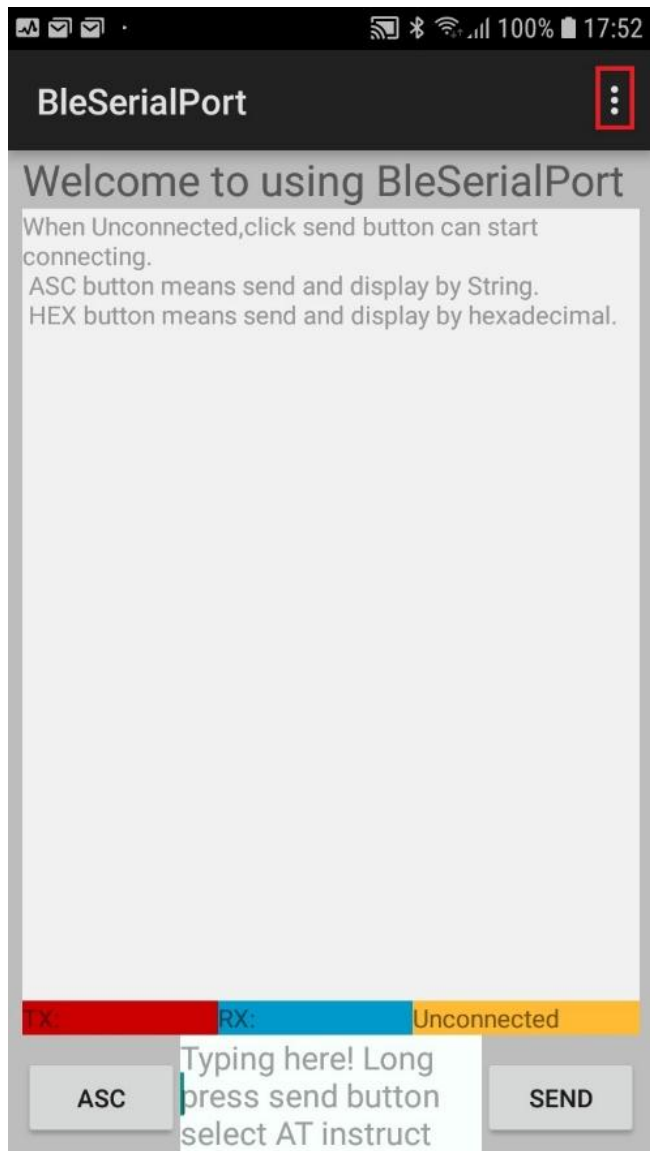 100% 17:52
BleSerialPort
Welcome to using BleSerialPort
When Unconnected,click send button can start
connecting.
ASC button means send and display by String.
HEX button means send and display by hexadecimal.
TX: RX: Unconnected
Typing here! Long
press send button
select AT instruct
ASC
SEND